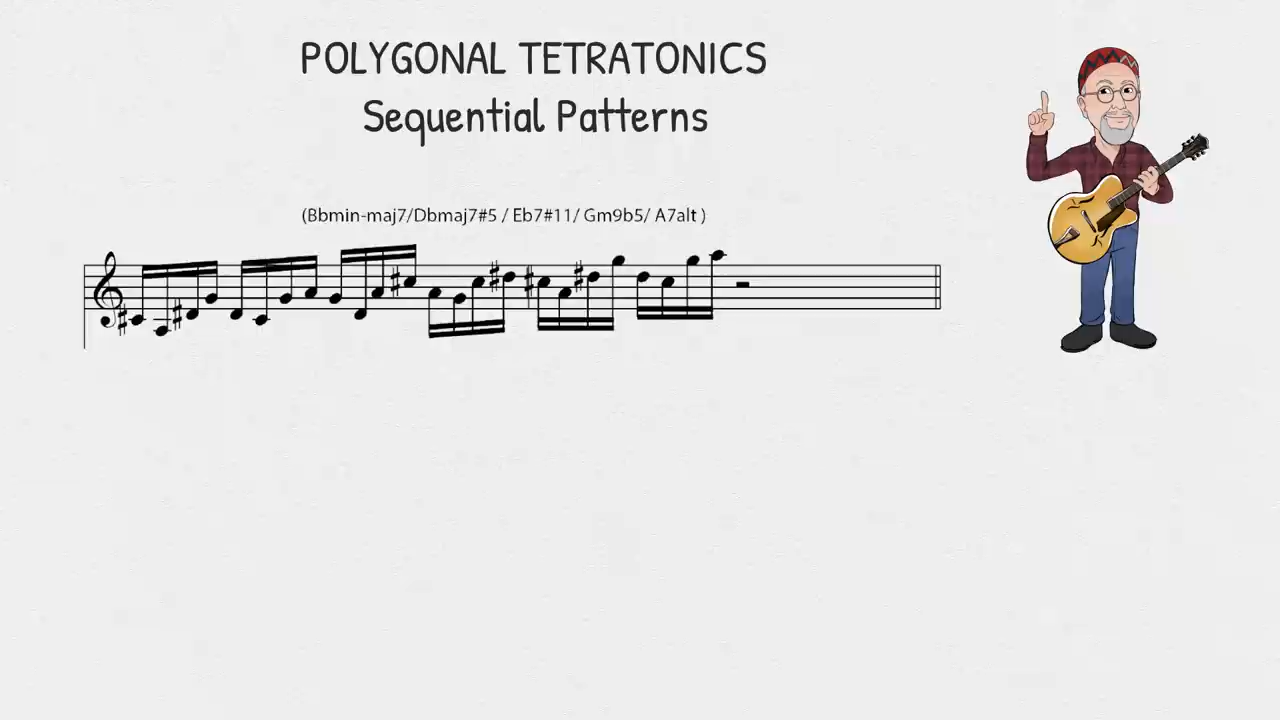 POLYGONAL TETRATONICS
Sequential Patterns
(Bbmin-maj7/Dbmaj7#5 / Eb7#11/ Gm9b5/ A7alt )